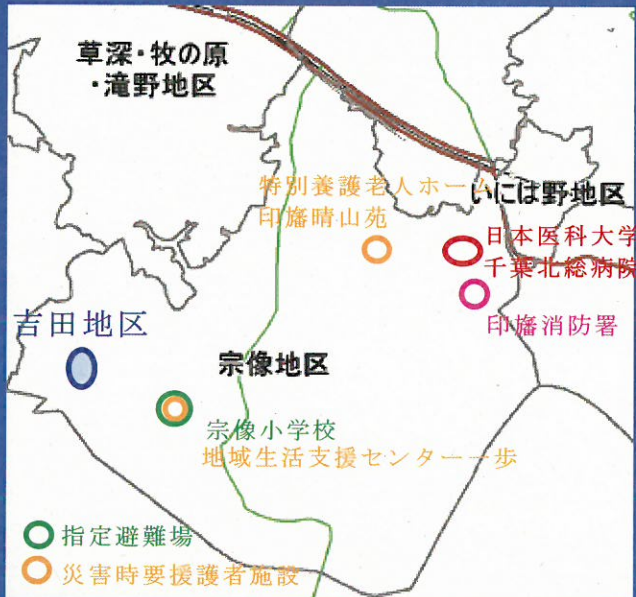 草深・牧の原
・滝野地区
特別養護老人ホーム
印旛晴山苑
いには野地区
日本医科大学
千葉北総病院
印旛消防署
吉田地区
宗像地区
宗像小学校
地域生活支援センター一歩
指定避難場
災害時要援護者施設